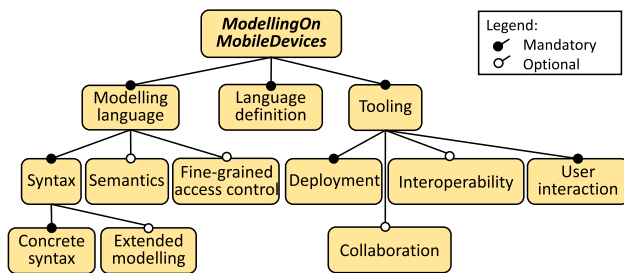 ModellingOn
MobileDevices
Legend:
Mandatory
Optional
Modelling
language
Language
definition
Tooling
Syntax
Semantics
Fine-grained
access control
Deployment
Interoperability
User
interaction
Concrete
syntax
Extended
modelling
Collaboration